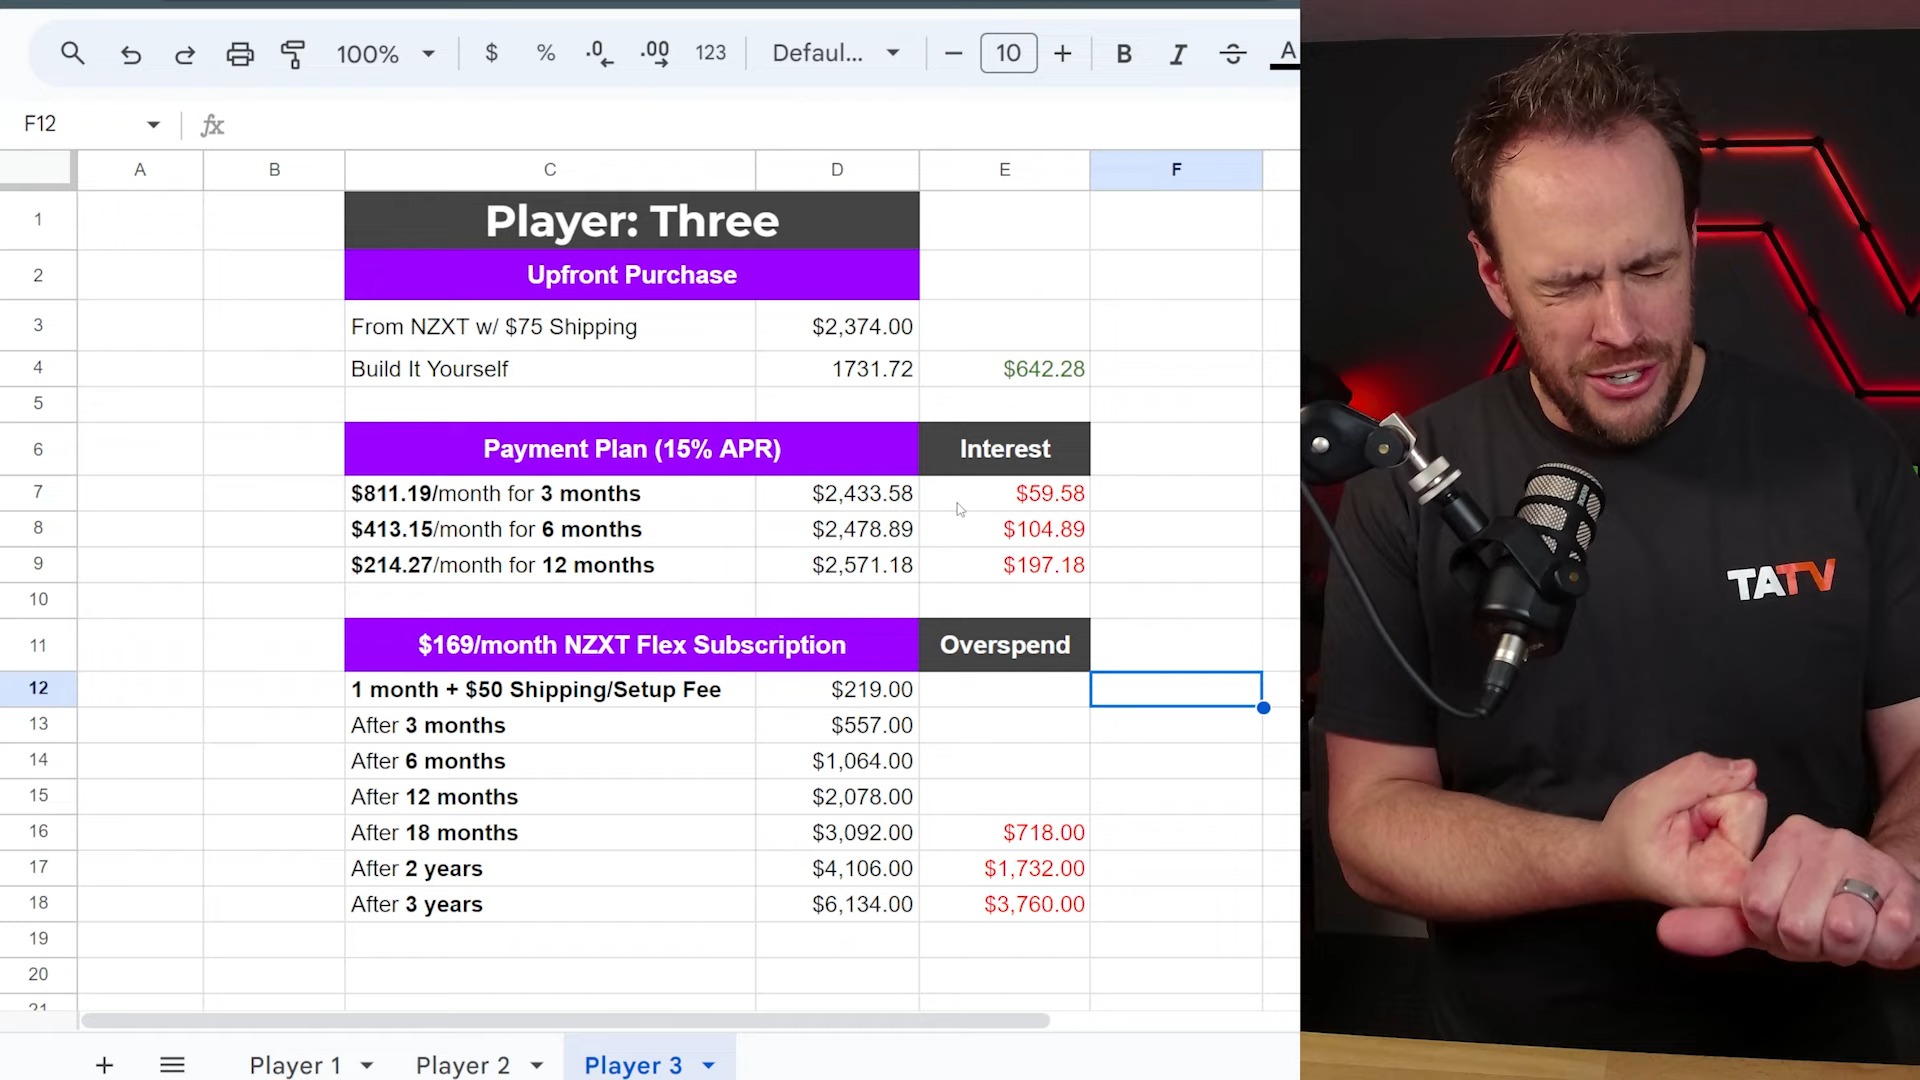 100% $ % .0 .00 123 Defaul... 10 B I A
F12 fx
A B C D E F
1 Player: Three
2 Upfront Purchase
3 From NZXT w/ $75 Shipping $2,374.00
4 Build It Yourself 1731.72 $642.28
5
6 Payment Plan (15% APR) Interest
7 $811.19/month for 3 months $2,433.58 $59.58
8 $413.15/month for 6 months $2,478.89 $104.89
9 $214.27/month for 12 months $2,571.18 $197.18
10
11 $169/month NZXT Flex Subscription Overspend
12 1 month + $50 Shipping/Setup Fee $219.00
13 After 3 months $557.00
14 After 6 months $1,064.00
15 After 12 months $2,078.00
16 After 18 months $3,092.00 $718.00
17 After 2 years $4,106.00 $1,732.00
18 After 3 years $6,134.00 $3,760.00
19
20
21
Player 1 Player 2 Player 3
TATV